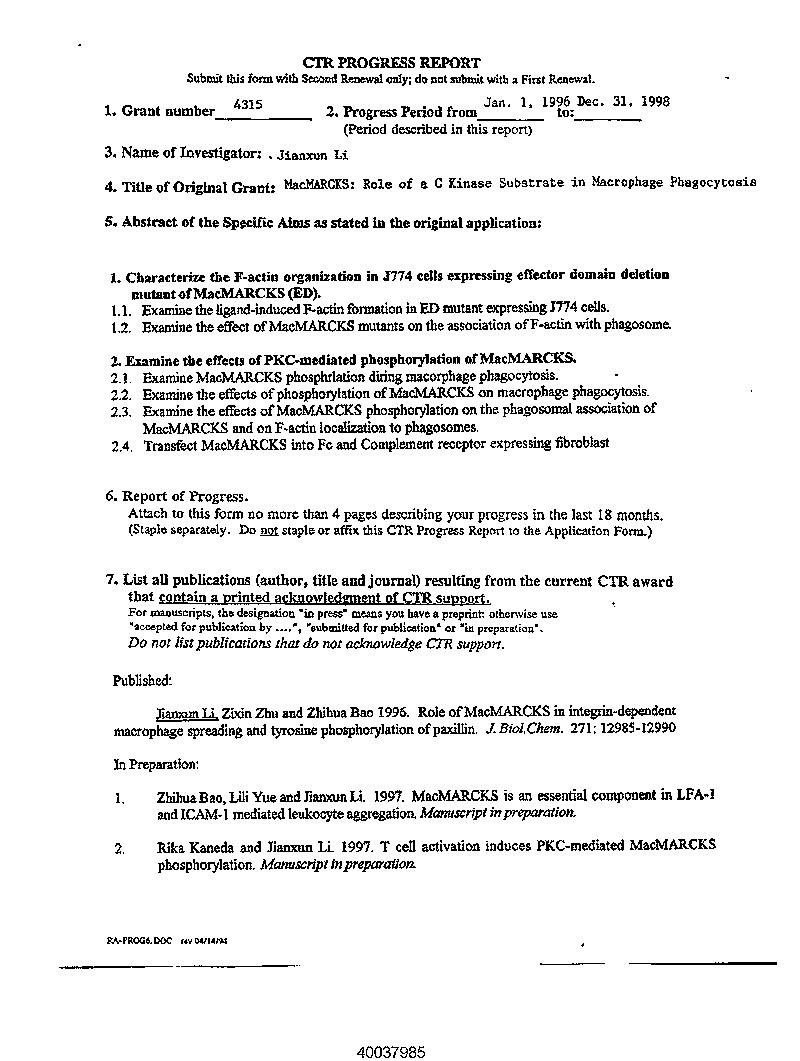 CTR PROGRESS REPORT
Submit this form with Second Renewal only; do not submit with a First Renewal.
1. Grant number 4315 2. Progress Period from Jan. 1, 1996 to: Dec. 31, 1998
(Period described in this report)
3. Name of Investigator: . Jianxun Li
4. Title of Original Grant: MacMARCKS: Role of a C Kinase Substrate in Macrophage Phagocytosis
5. Abstract of the Specific Aims as stated in the original application:
1. Characterize the F-actin organization in J774 cells expressing effector domain deletion
mutant of MacMARCKS (ED).
1.1. Examine the ligand-induced F-actin formation in ED mutant expressing J774 cells.
1.2. Examine the effect of MacMARCKS mutants on the association of F-actin with phagosome.
2. Examine the effects of PKC-mediated phosphorylation of MacMARCKS.
2.1. Examine MacMARCKS phosphrlation diring macorphage phagocytosis.
2.2. Examine the effects of phosphorylation of MacMARCKS on macrophage phagocytosis.
2.3. Examine the effects of MacMARCKS phosphorylation on the phagosomal association of
MacMARCKS and on F-actin localization to phagosomes.
2.4. Transfect MacMARCKS into Fc and Complement receptor expressing fibroblast
6. Report of Progress.
Attach to this form no more than 4 pages describing your progress in the last 18 months.
(Staple separately. Do not staple or affix this CTR Progress Report to the Application Form.)
7. List all publications (author, title and journal) resulting from the current CTR award
that contain a printed acknowledgment of CTR support.
For manuscripts, the designation "in press" means you have a preprint; otherwise use
"accepted for publication by ....", "submitted for publication" or "in preparation".
Do not list publications that do not acknowledge CTR support.
Published:
Jianxun Li, Zixin Zhu and Zhihua Bao 1996. Role of MacMARCKS in integrin-dependent
macrophage spreading and tyrosine phosphorylation of paxillin. J. Biol.Chem. 271: 12985-12990
In Preparation:
1. Zhihua Bao, Lili Yue and Jianxun Li. 1997. MacMARCKS is an essential component in LFA-1
and ICAM-1 mediated leukocyte aggregation. Manuscript in preparation.
2. Rika Kaneda and Jianxun Li. 1997. T cell activation induces PKC-mediated MacMARCKS
phosphorylation. Manuscript in preparation.
RA-PROG6.DOC rev 04/14/94
40037985